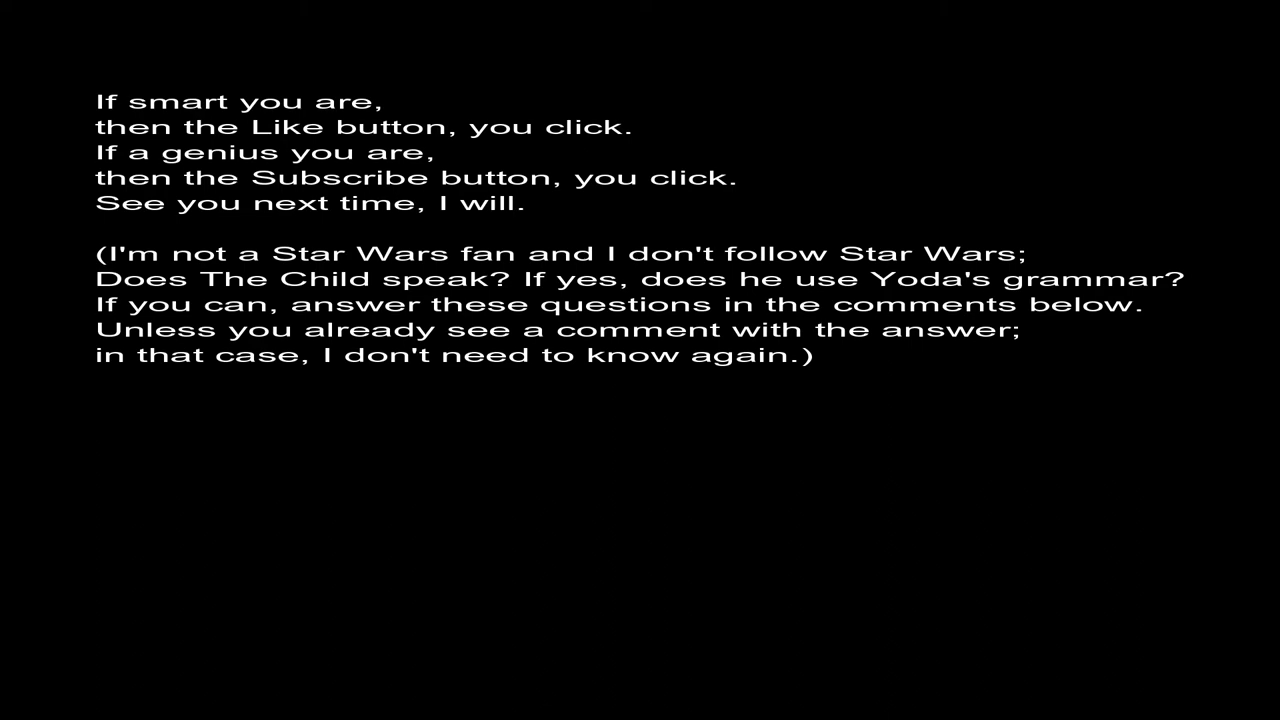 If smart you are,
then the Like button, you click.
If a genius you are,
then the Subscribe button, you click.
See you next time, I will.
(I'm not a Star Wars fan and I don't follow Star Wars;
Does The Child speak? If yes, does he use Yoda's grammar?
If you can, answer these questions in the comments below.
Unless you already see a comment with the answer;
in that case, I don't need to know again.)